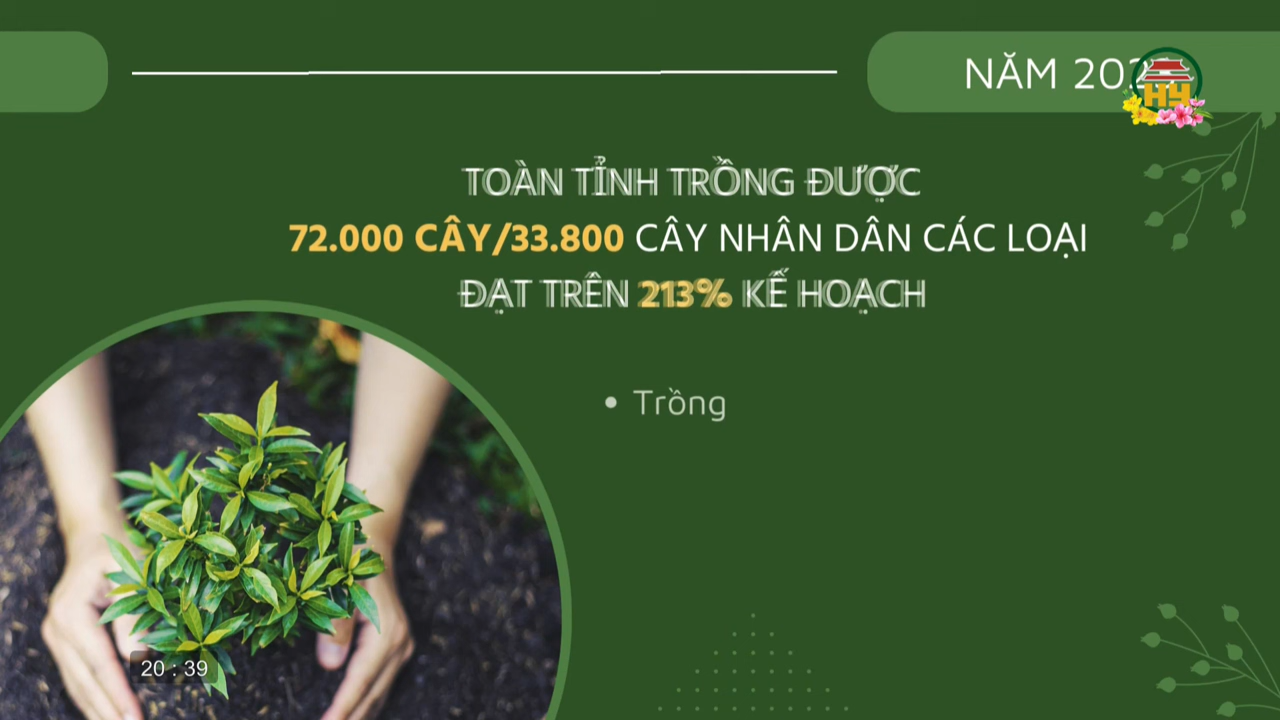 NĂM 202
HY
TOÀN TỈNH TRỒNG ĐƯỢC
72.000 CÂY/33.800 CÂY NHÂN DÂN CÁC LOẠI
ĐẠT TRÊN 213% KẾ HOẠCH
• Trồng
20 : 39